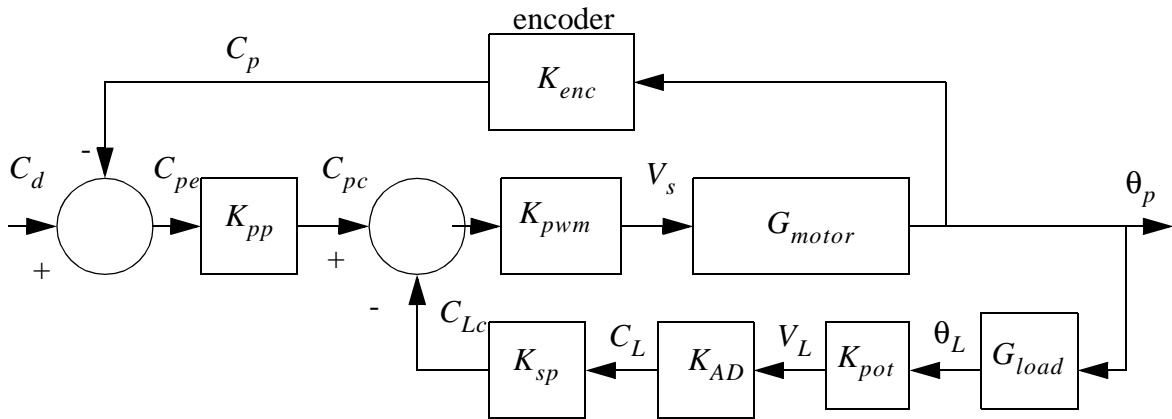 encoder
C_p
K_enc
-
C_d
C_pe
C_pc
V_s
θ_p
K_pp
K_pwm
G_motor
+
+
-
C_Lc
C_L
V_L
θ_L
K_sp
K_AD
K_pot
G_load